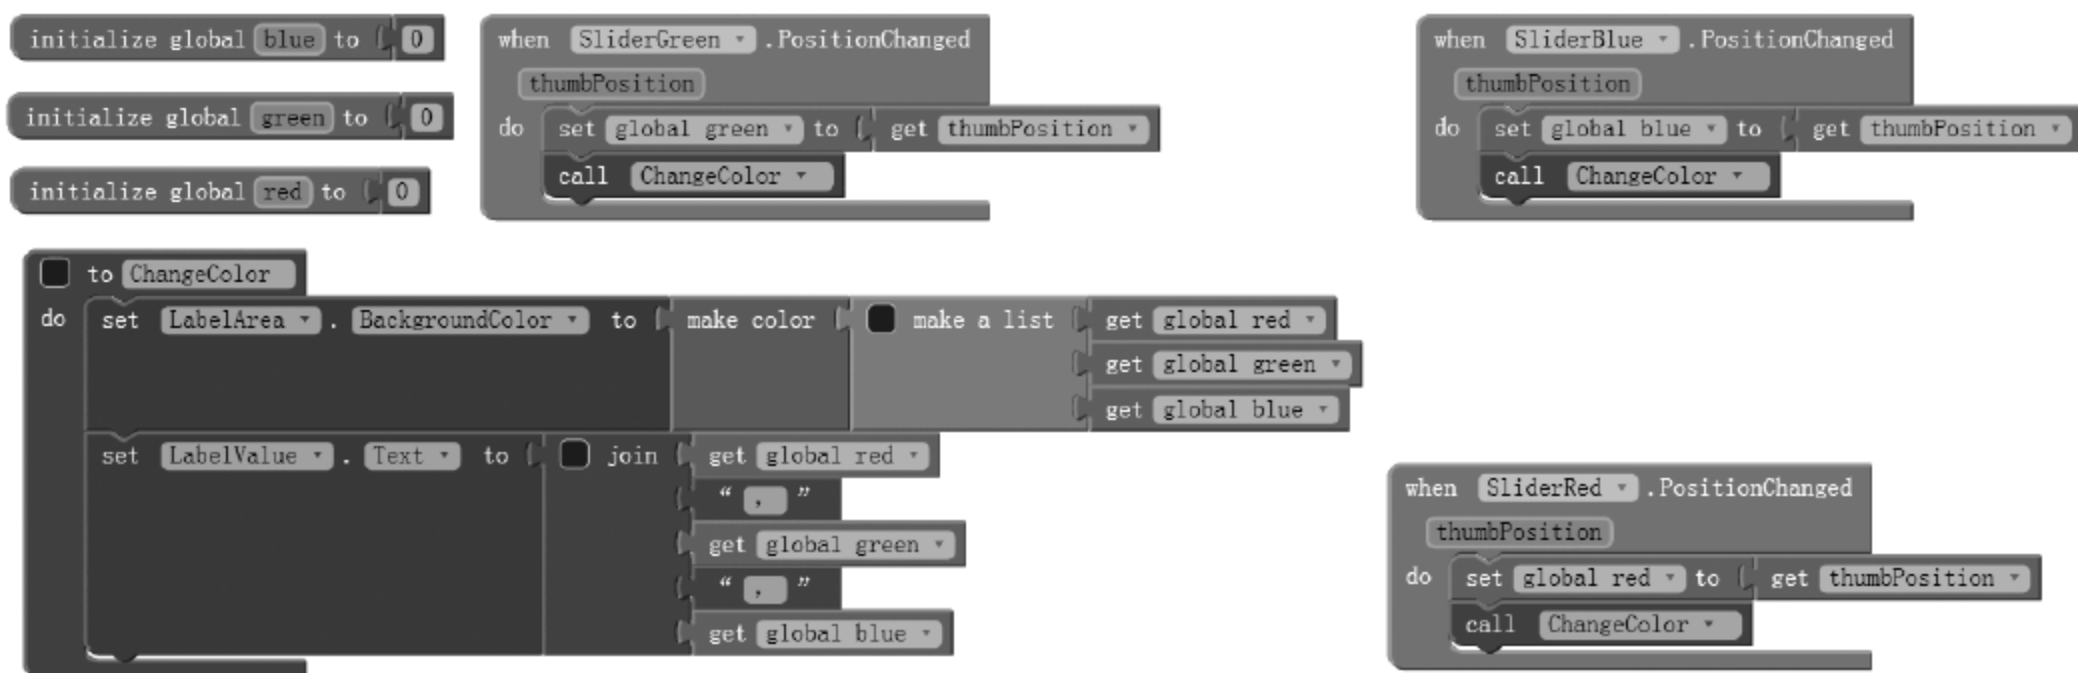 initialize global blue to 0
initialize global green to 0
initialize global red to 0
when SliderGreen .PositionChanged
thumbPosition
do set global green to get thumbPosition
call ChangeColor
when SliderBlue .PositionChanged
thumbPosition
do set global blue to get thumbPosition
call ChangeColor
to ChangeColor
do set LabelArea . BackgroundColor to make color make a list get global red
get global green
get global blue
set LabelValue . Text to join get global red
“ , ”
get global green
“ , ”
get global blue
when SliderRed .PositionChanged
thumbPosition
do set global red to get thumbPosition
call ChangeColor